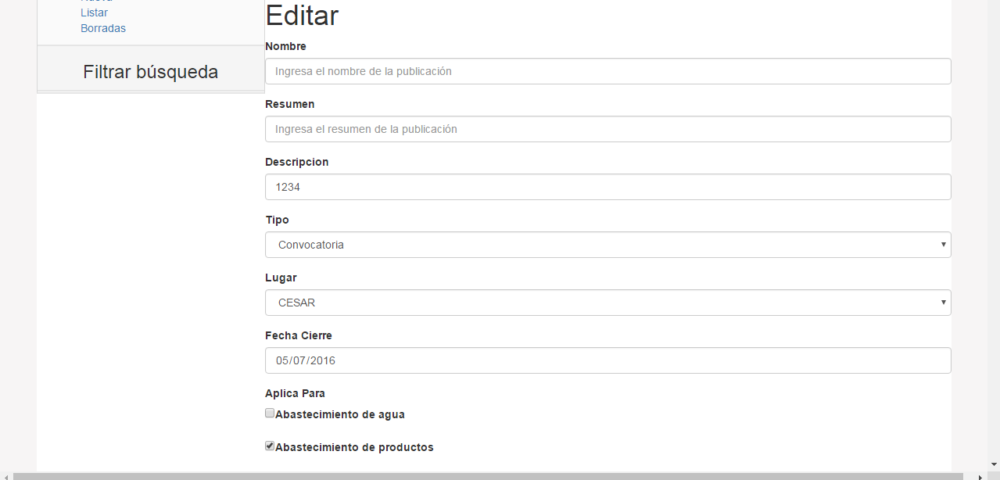 Listar
Borradas
Filtrar búsqueda
Editar
Nombre
Ingresa el nombre de la publicación
Resumen
Ingresa el resumen de la publicación
Descripcion
1234
Tipo
Convocatoria
Lugar
CESAR
Fecha Cierre
05/07/2016
Aplica Para
Abastecimiento de agua
Abastecimiento de productos